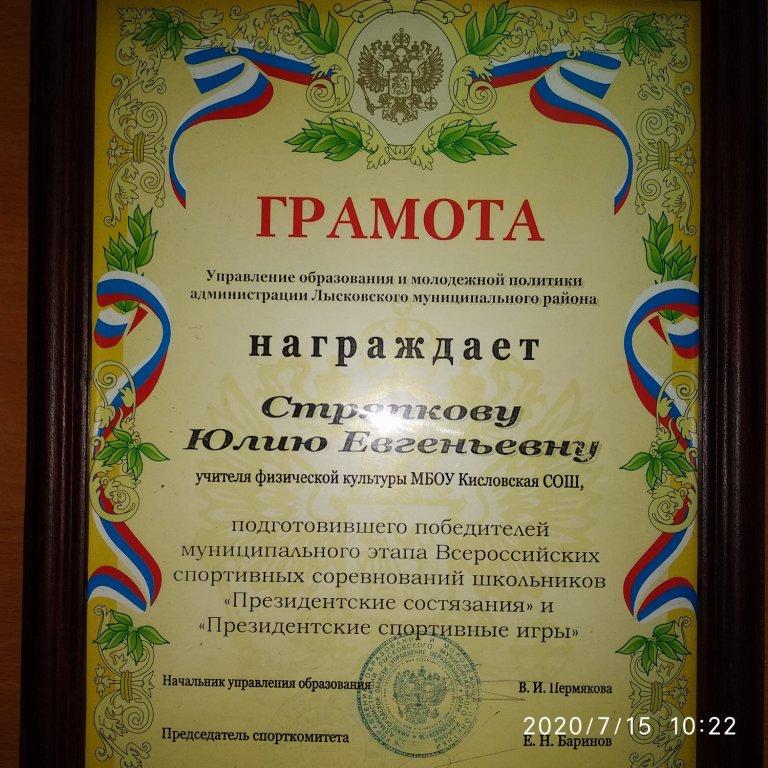 ГРАМОТА
Управление образования и молодежной политики
администрации Лысковского муниципального района
награждает
Стряпкову
Юлию Евгеньевну
учителя физической культуры МБОУ Кисловская СОШ,
подготовившего победителей
муниципального этапа Всероссийских
спортивных соревнований школьников
«Президентские состязания» и
«Президентские спортивные игры»
Начальник управления образования В. И. Пермякова
Председатель спорткомитета Е. Н. Баринов
2020/7/15 10:22